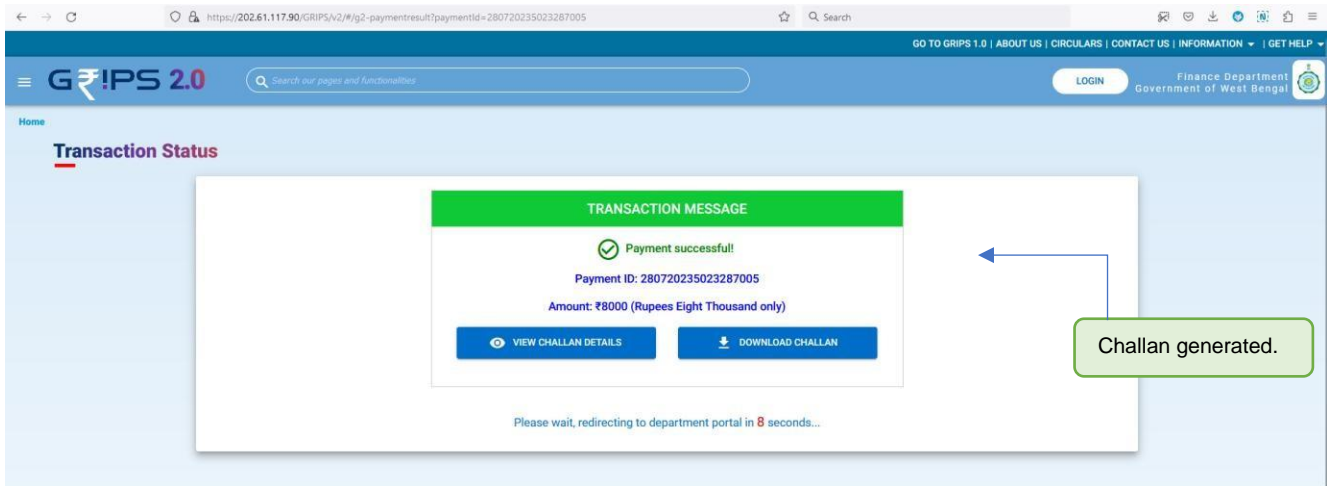 https://202.61.117.90/GRIPS/v2/#/g2-paymentresult?paymentId=280720235023287005
Search
GO TO GRIPS 1.0 | ABOUT US | CIRCULARS | CONTACT US | INFORMATION | GET HELP
G₹!PS 2.0
Search our pages and functionalities
LOGIN
Finance Department
Government of West Bengal
Home
Transaction Status
TRANSACTION MESSAGE
Payment successful!
Payment ID: 280720235023287005
Amount: ₹8000 (Rupees Eight Thousand only)
VIEW CHALLAN DETAILS
DOWNLOAD CHALLAN
Challan generated.
Please wait, redirecting to department portal in 8 seconds...